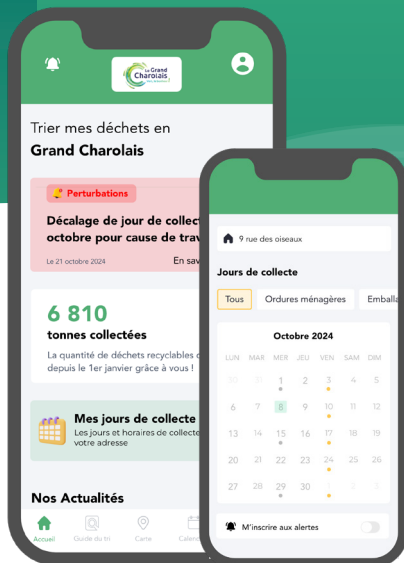 Le Grand
Charolais
Trier mes déchets en
Grand Charolais
Perturbations
Décalage de jour de collec
octobre pour cause de trav
Le 21 octobre 2024
En sav
6 810
tonnes collectées
La quantité de déchets recyclables c
depuis le 1er janvier grâce à vous !
Mes jours de collecte
Les jours et horaires de collecte
votre adresse
Nos Actualités
Accueil
Guide du tri
Carte
Calend
9 rue des oiseaux
Jours de collecte
Tous
Ordures ménagères
Emballa
Octobre 2024
LUN MAR MER JEU VEN SAM DIM
30 31 1 2 3 4 5
6 7 8 9 10 11 12
13 14 15 16 17 18 19
20 21 22 23 24 25 26
27 28 29 30
M'inscrire aux alertes